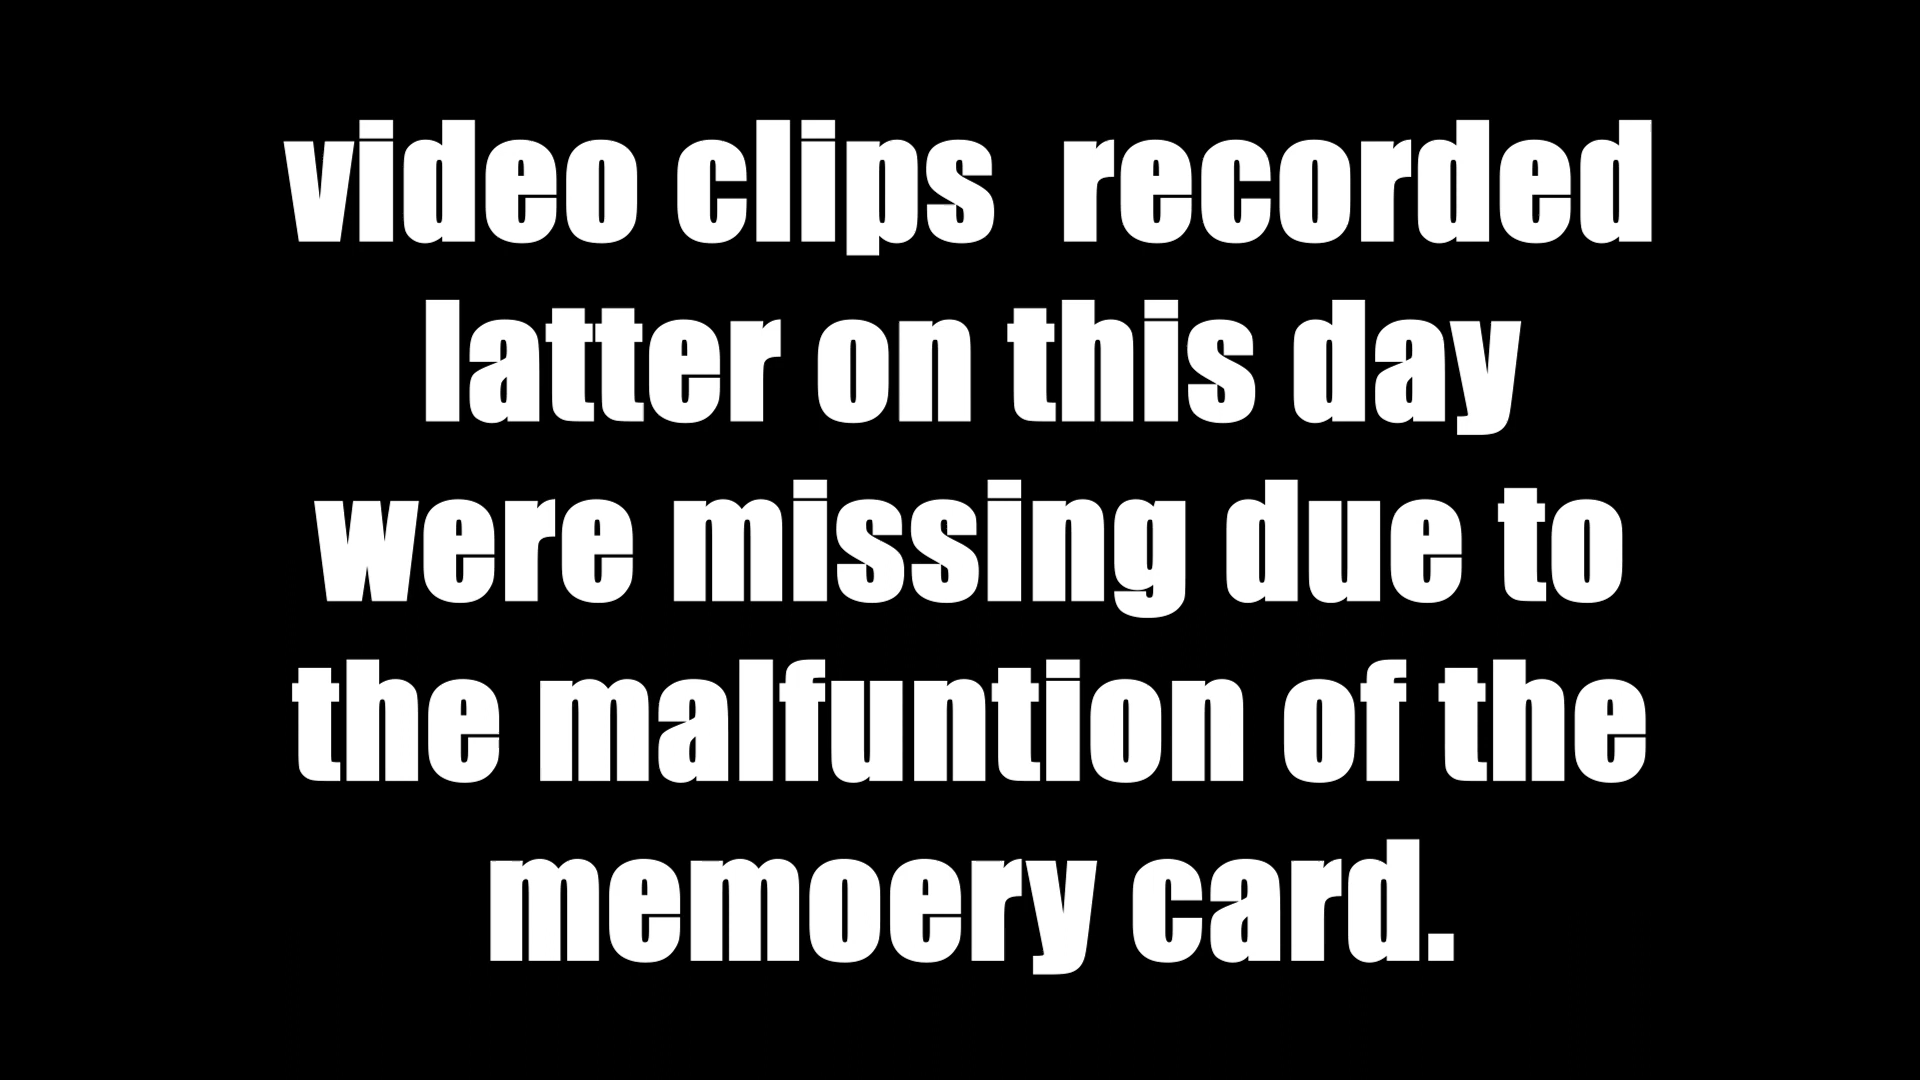 video clips  recorded
latter on this day
were missing due to
the malfuntion of the
memoery card.